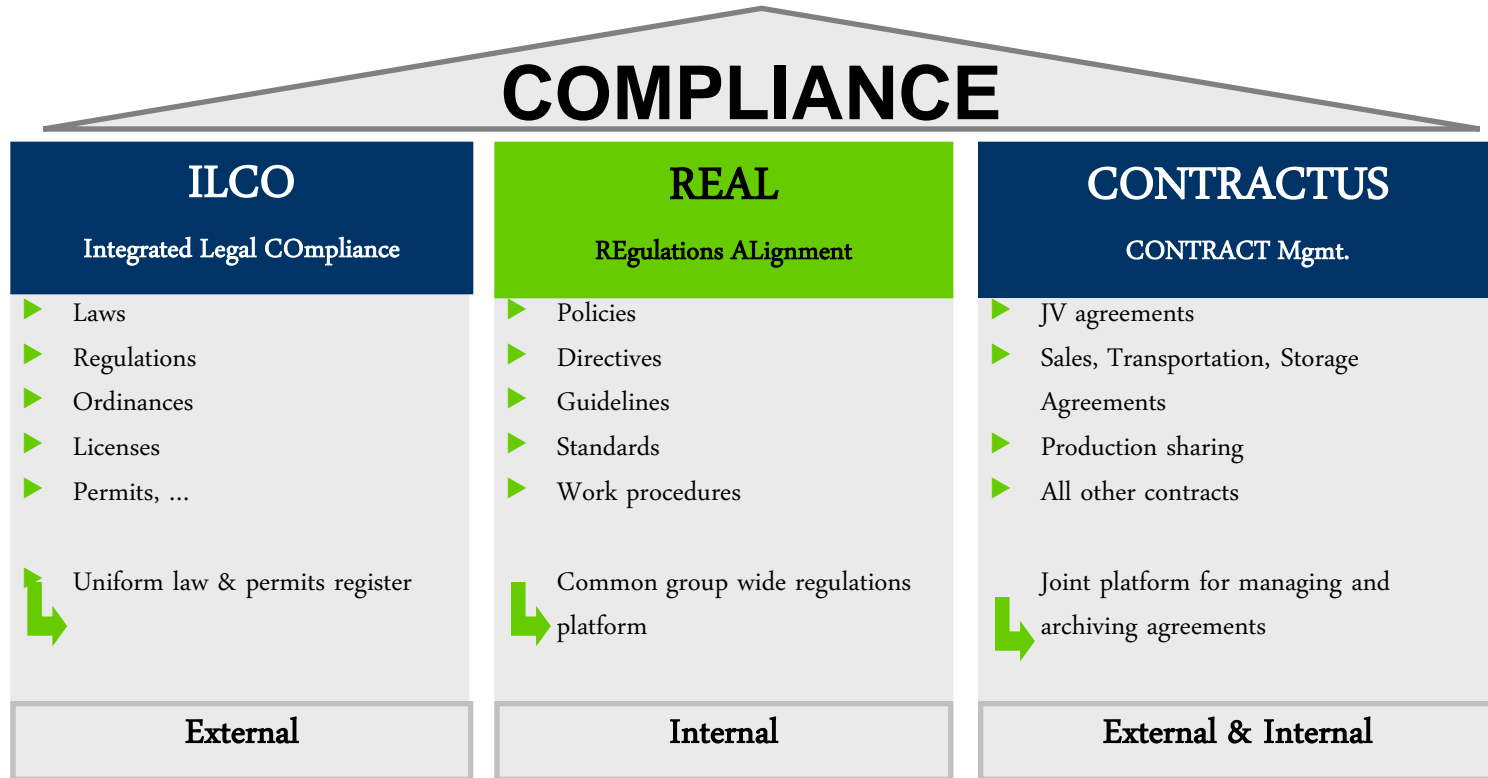 COMPLIANCE
ILCO
Integrated Legal COmpliance
Laws
Regulations
Ordinances
Licenses
Permits, ...
Uniform law & permits register
External
REAL
REgulations ALignment
Policies
Directives
Guidelines
Standards
Work procedures
Common group wide regulations
platform
Internal
CONTRACTUS
CONTRACT Mgmt.
JV agreements
Sales, Transportation, Storage
Agreements
Production sharing
All other contracts
Joint platform for managing and
archiving agreements
External & Internal